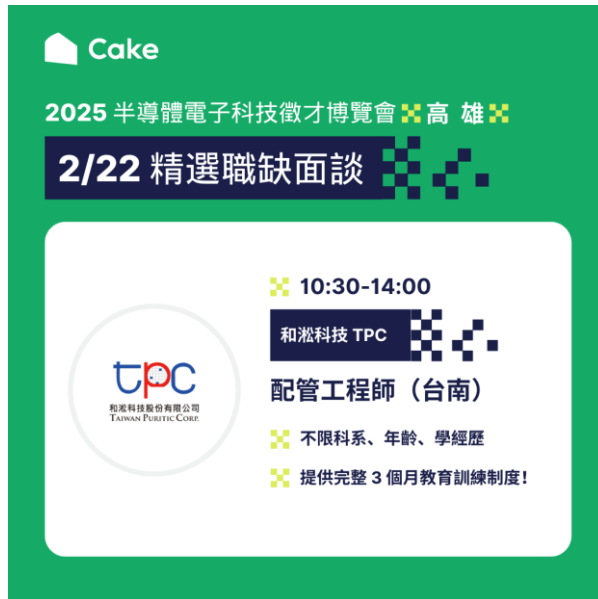 Cake
2025 半導體電子科技徵才博覽會 高 雄
2/22 精選職缺面談
10:30-14:00
和淞科技 TPC
tpc
和淞科技股份有限公司
TAIWAN PURITIC CORP.
配管工程師（台南）
不限科系、年齡、學經歷
提供完整 3 個月教育訓練制度！